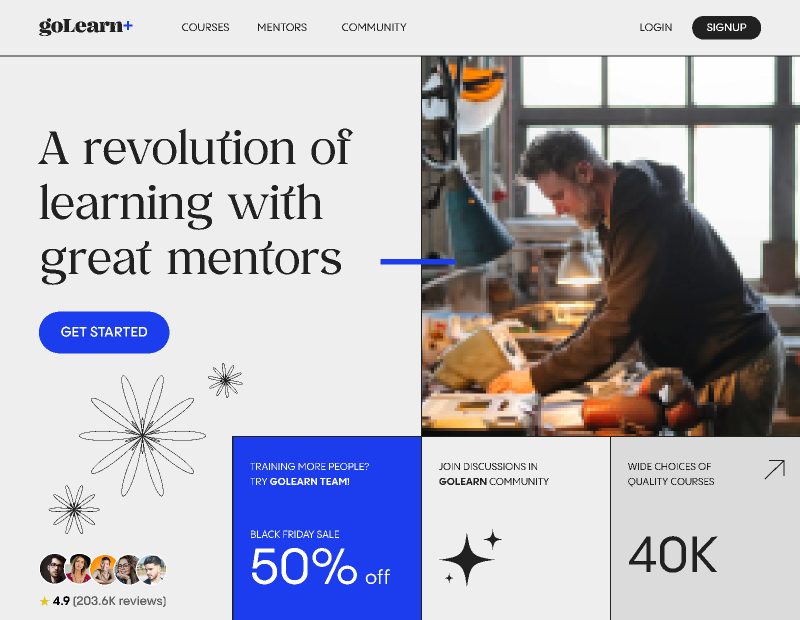 goLearn+
COURSES MENTORS COMMUNITY
LOGIN SIGNUP
A revolution of
learning with
great mentors
GET STARTED
TRAINING MORE PEOPLE?
TRY GOLEARN TEAM!
BLACK FRIDAY SALE
50% off
JOIN DISCUSSIONS IN
GOLEARN COMMUNITY
WIDE CHOICES OF
QUALITY COURSES
40K
4.9 (203.6K reviews)